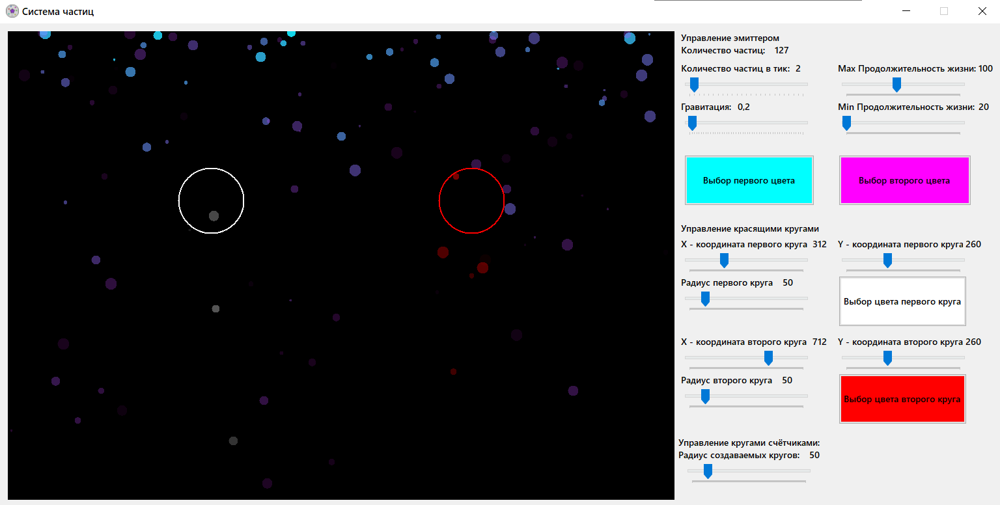 Система частиц
Управление эмиттером
Количество частиц: 127
Количество частиц в тик: 2
Max Продолжительность жизни: 100
Гравитация: 0,2
Min Продолжительность жизни: 20
Выбор первого цвета
Выбор второго цвета
Управление красящими кругами
X - координата первого круга 312
Y - координата первого круга 260
Радиус первого круга 50
Выбор цвета первого круга
X - координата второго круга 712
Y - координата второго круга 260
Радиус второго круга 50
Выбор цвета второго круга
Управление кругами счётчиками:
Радиус создаваемых кругов: 50